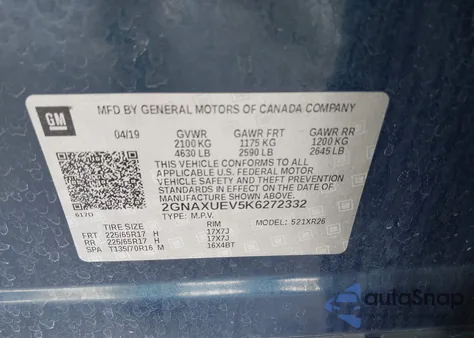 GM
MFD BY GENERAL MOTORS OF CANADA COMPANY
04/19 GVWR GAWR FRT GAWR RR
2100 KG 1175 KG 1200 KG
4630 LB 2590 LB 2645 LB
THIS VEHICLE CONFORMS TO ALL
APPLICABLE U.S. FEDERAL MOTOR
VEHICLE SAFETY AND THEFT PREVENTION
STANDARDS IN EFFECT ON THE DATE OF
MANUFACTURE SHOWN ABOVE.
617D 2GNAXUEV5K6272332
TYPE: M.P.V. MODEL: 521XR26
TIRE SIZE RIM
FRT 225/65R17 H 17X7J
RR 225/65R17 H 17X7J
SPA T135/70R16 M 16X4BT
autoSnap